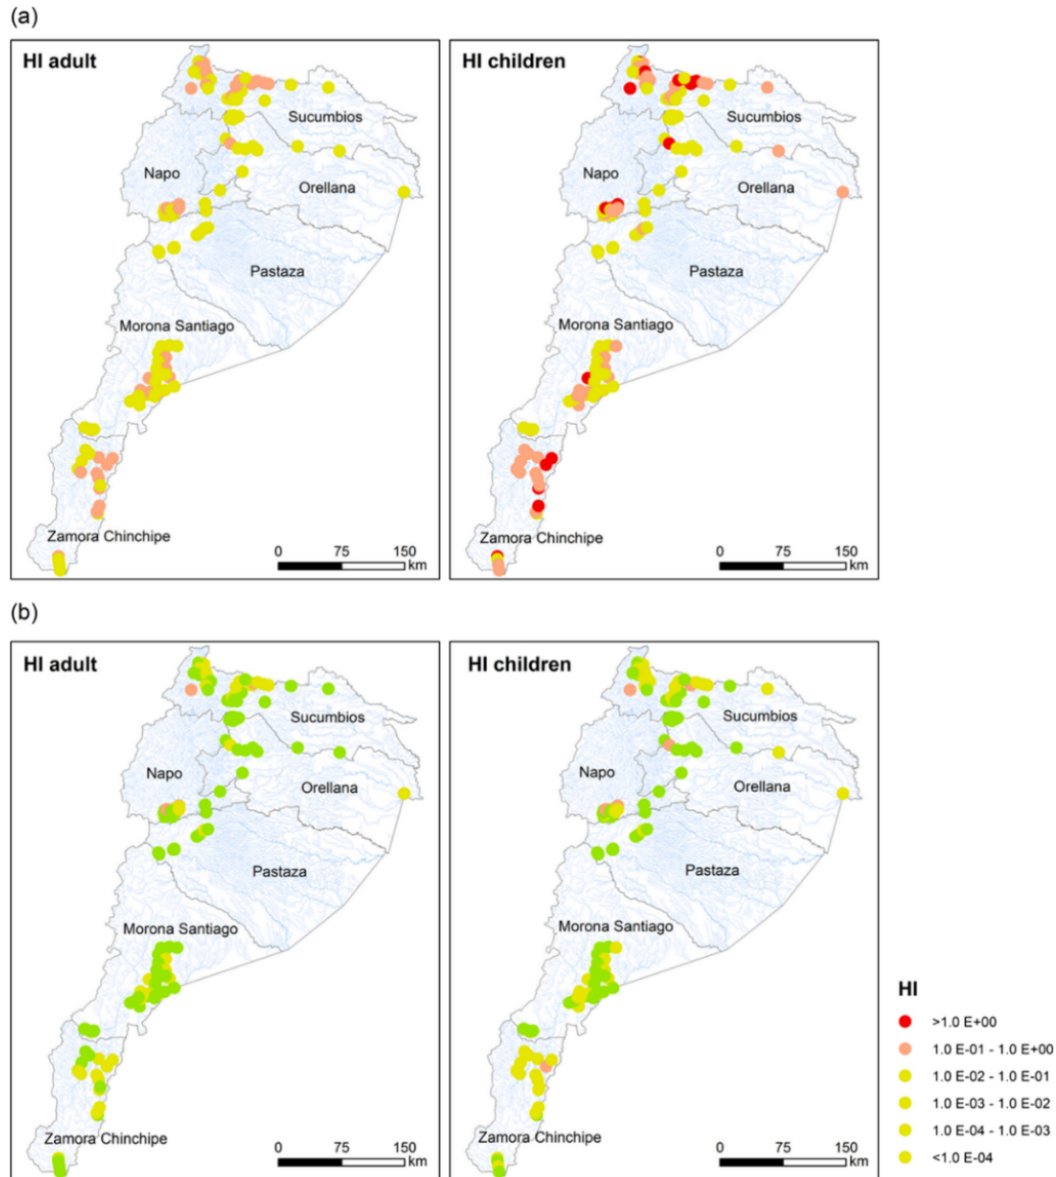 (a)
HI adult
HI children
Sucumbios
Sucumbios
Napo
Napo
Orellana
Orellana
Pastaza
Pastaza
Morona Santiago
Morona Santiago
Zamora Chinchipe
Zamora Chinchipe
0 75 150
km
0 75 150
km
(b)
HI adult
HI children
Sucumbios
Sucumbios
Napo
Napo
Orellana
Orellana
Pastaza
Pastaza
Morona Santiago
Morona Santiago
Zamora Chinchipe
Zamora Chinchipe
0 75 150
km
0 75 150
km
HI
>1.0 E+00
1.0 E-01 - 1.0 E+00
1.0 E-02 - 1.0 E-01
1.0 E-03 - 1.0 E-02
1.0 E-04 - 1.0 E-03
<1.0 E-04